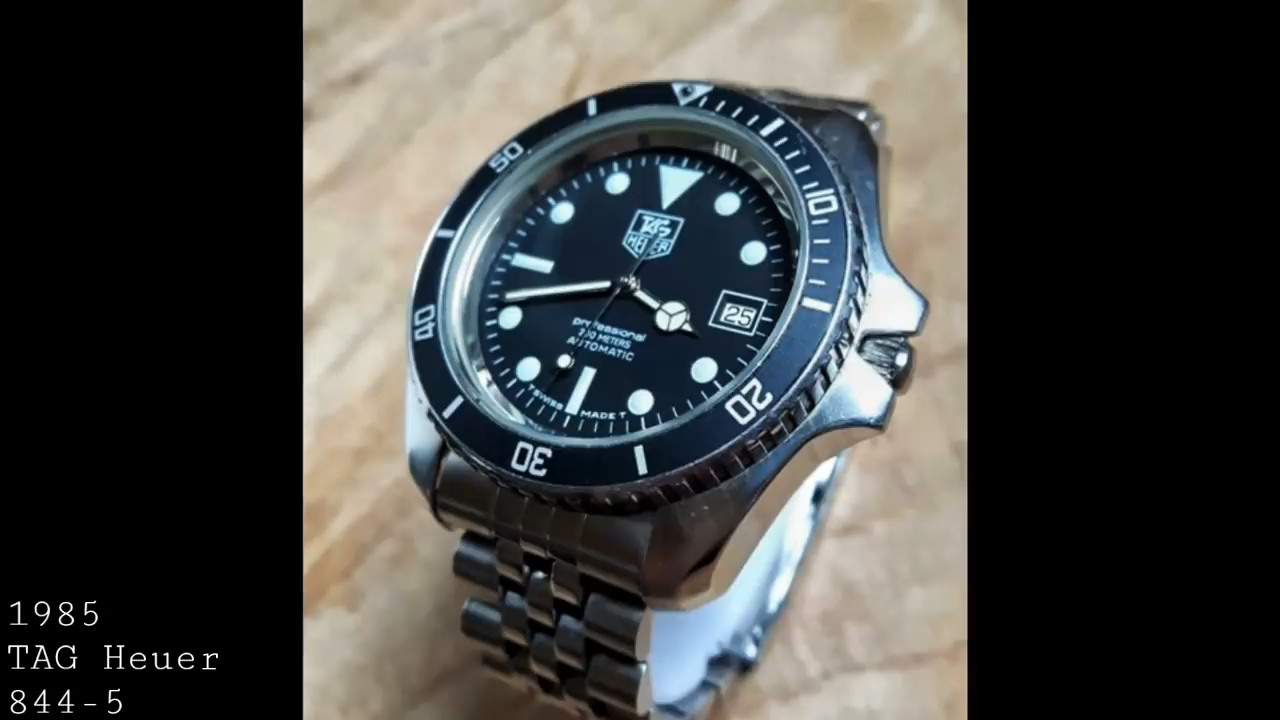 50
10
40
20
30
TAG
HEUER
25
professional
200 METERS
AUTOMATIC
T SWISS MADE T
1985
TAG Heuer
844-5